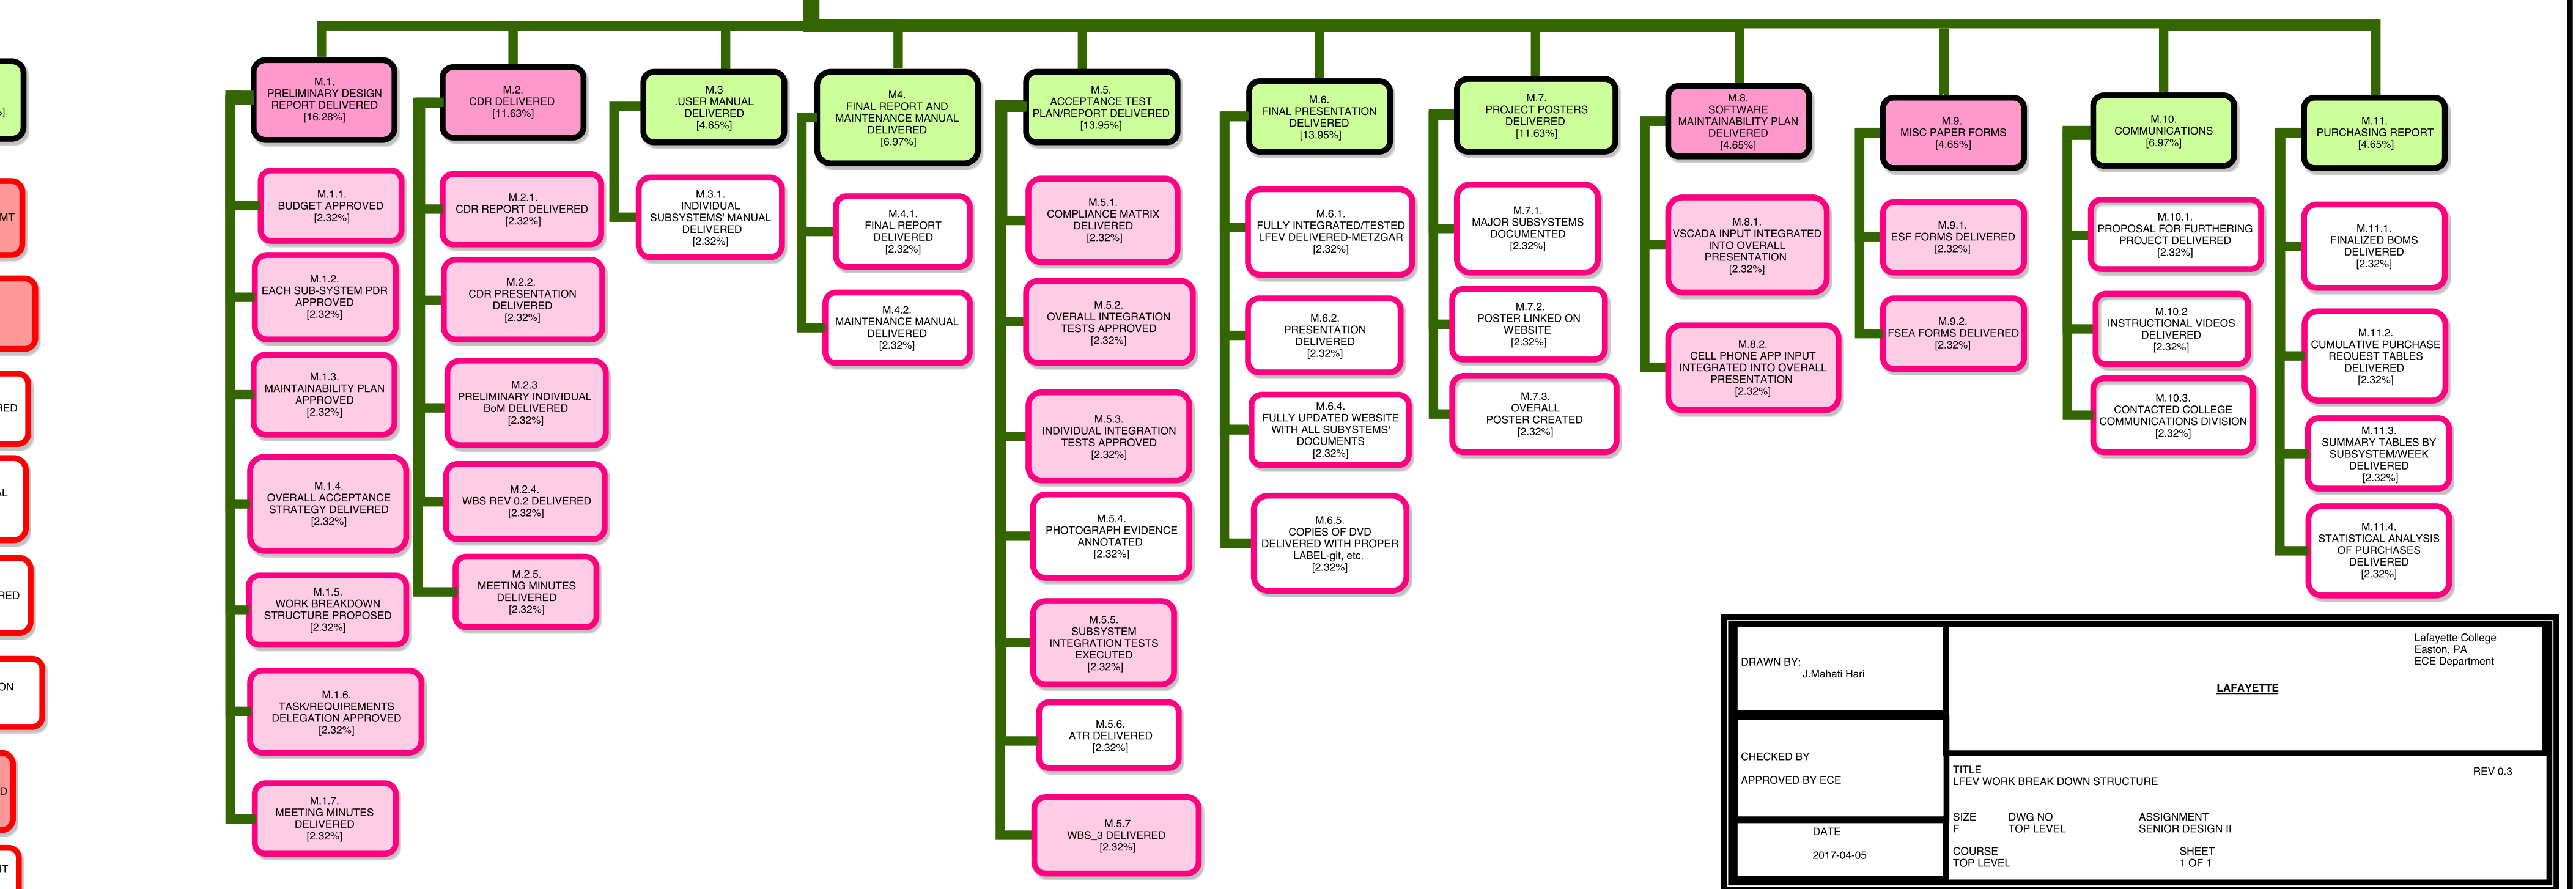 ]
MT
RED
AL
RED
ON
D
IT
M.1.
PRELIMINARY DESIGN
REPORT DELIVERED
[16.28%]
M.1.1.
BUDGET APPROVED
[2.32%]
M.1.2.
EACH SUB-SYSTEM PDR
APPROVED
[2.32%]
M.1.3.
MAINTAINABILITY PLAN
APPROVED
[2.32%]
M.1.4.
OVERALL ACCEPTANCE
STRATEGY DELIVERED
[2.32%]
M.1.5.
WORK BREAKDOWN
STRUCTURE PROPOSED
[2.32%]
M.1.6.
TASK/REQUIREMENTS
DELEGATION APPROVED
[2.32%]
M.1.7.
MEETING MINUTES
DELIVERED
[2.32%]
M.2.
CDR DELIVERED
[11.63%]
M.2.1.
CDR REPORT DELIVERED
[2.32%]
M.2.2.
CDR PRESENTATION
DELIVERED
[2.32%]
M.2.3
PRELIMINARY INDIVIDUAL
BoM DELIVERED
[2.32%]
M.2.4.
WBS REV 0.2 DELIVERED
[2.32%]
M.2.5.
MEETING MINUTES
DELIVERED
[2.32%]
M.3
.USER MANUAL
DELIVERED
[4.65%]
M.3.1.
INDIVIDUAL
SUBSYSTEMS' MANUAL
DELIVERED
[2.32%]
M4.
FINAL REPORT AND
MAINTENANCE MANUAL
DELIVERED
[6.97%]
M.4.1.
FINAL REPORT
DELIVERED
[2.32%]
M.4.2.
MAINTENANCE MANUAL
DELIVERED
[2.32%]
M.5.
ACCEPTANCE TEST
PLAN/REPORT DELIVERED
[13.95%]
M.5.1.
COMPLIANCE MATRIX
DELIVERED
[2.32%]
M.5.2.
OVERALL INTEGRATION
TESTS APPROVED
[2.32%]
M.5.3.
INDIVIDUAL INTEGRATION
TESTS APPROVED
[2.32%]
M.5.4.
PHOTOGRAPH EVIDENCE
ANNOTATED
[2.32%]
M.5.5.
SUBSYSTEM
INTEGRATION TESTS
EXECUTED
[2.32%]
M.5.6.
ATR DELIVERED
[2.32%]
M.5.7
WBS_3 DELIVERED
[2.32%]
M.6.
FINAL PRESENTATION
DELIVERED
[13.95%]
M.6.1.
FULLY INTEGRATED/TESTED
LFEV DELIVERED-METZGAR
[2.32%]
M.6.2.
PRESENTATION
DELIVERED
[2.32%]
M.6.4.
FULLY UPDATED WEBSITE
WITH ALL SUBYSTEMS'
DOCUMENTS
[2.32%]
M.6.5.
COPIES OF DVD
DELIVERED WITH PROPER
LABEL-git, etc.
[2.32%]
M.7.
PROJECT POSTERS
DELIVERED
[11.63%]
M.7.1.
MAJOR SUBSYSTEMS
DOCUMENTED
[2.32%]
M.7.2.
POSTER LINKED ON
WEBSITE
[2.32%]
M.7.3.
OVERALL
POSTER CREATED
[2.32%]
M.8.
SOFTWARE
MAINTAINABILITY PLAN
DELIVERED
[4.65%]
M.8.1.
VSCADA INPUT INTEGRATED
INTO OVERALL
PRESENTATION
[2.32%]
M.8.2.
CELL PHONE APP INPUT
INTEGRATED INTO OVERALL
PRESENTATION
[2.32%]
M.9.
MISC PAPER FORMS
[4.65%]
M.9.1.
ESF FORMS DELIVERED
[2.32%]
M.9.2.
FSEA FORMS DELIVERED
[2.32%]
M.10.
COMMUNICATIONS
[6.97%]
M.10.1.
PROPOSAL FOR FURTHERING
PROJECT DELIVERED
[2.32%]
M.10.2
INSTRUCTIONAL VIDEOS
DELIVERED
[2.32%]
M.10.3.
CONTACTED COLLEGE
COMMUNICATIONS DIVISION
[2.32%]
M.11.
PURCHASING REPORT
[4.65%]
M.11.1.
FINALIZED BOMS
DELIVERED
[2.32%]
M.11.2.
CUMULATIVE PURCHASE
REQUEST TABLES
DELIVERED
[2.32%]
M.11.3.
SUMMARY TABLES BY
SUBSYSTEM/WEEK
DELIVERED
[2.32%]
M.11.4.
STATISTICAL ANALYSIS
OF PURCHASES
DELIVERED
[2.32%]
DRAWN BY:
J.Mahati Hari
CHECKED BY
APPROVED BY ECE
DATE
2017-04-05
Lafayette College
Easton, PA
ECE Department
LAFAYETTE
TITLE REV 0.3
LFEV WORK BREAK DOWN STRUCTURE
SIZE DWG NO ASSIGNMENT
F TOP LEVEL SENIOR DESIGN II
COURSE SHEET
TOP LEVEL 1 OF 1